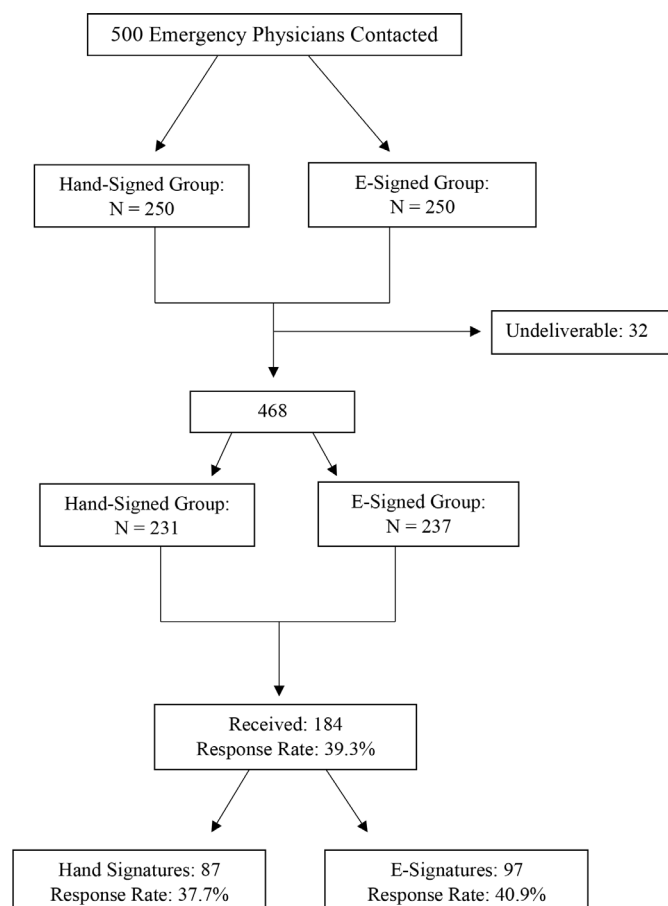 500 Emergency Physicians Contacted
Hand-Signed Group:
N = 250
E-Signed Group:
N = 250
Undeliverable: 32
468
Hand-Signed Group:
N = 231
E-Signed Group:
N = 237
Received: 184
Response Rate: 39.3%
Hand Signatures: 87
Response Rate: 37.7%
E-Signatures: 97
Response Rate: 40.9%